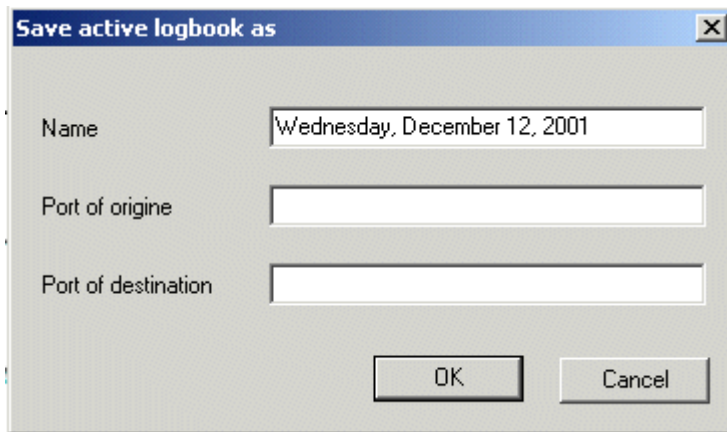 Save active logbook as
Name
Wednesday, December 12, 2001
Port of origine
Port of destination
OK
Cancel